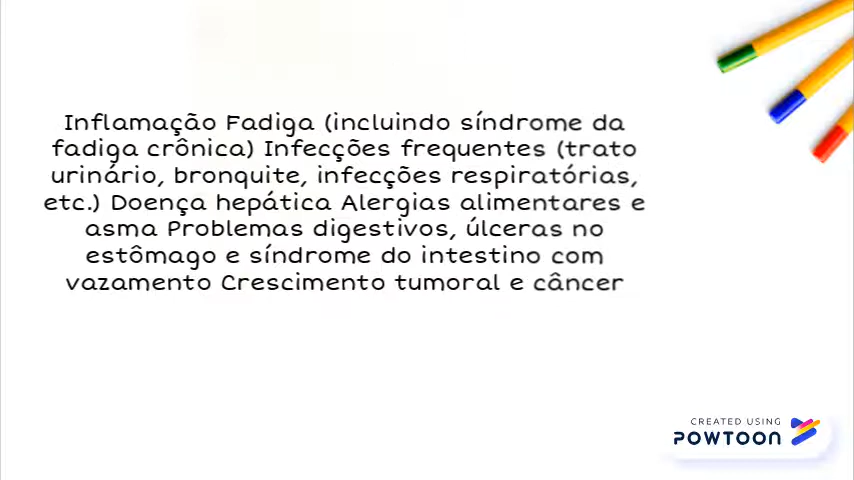 Inflamação Fadiga (incluindo síndrome da
fadiga crônica) Infecções frequentes (trato
urinário, bronquite, infecções respiratórias,
etc.) Doença hepática Alergias alimentares e
asma Problemas digestivos, úlceras no
estômago e síndrome do intestino com
vazamento Crescimento tumoral e câncer
CREATED USING
POWTOON